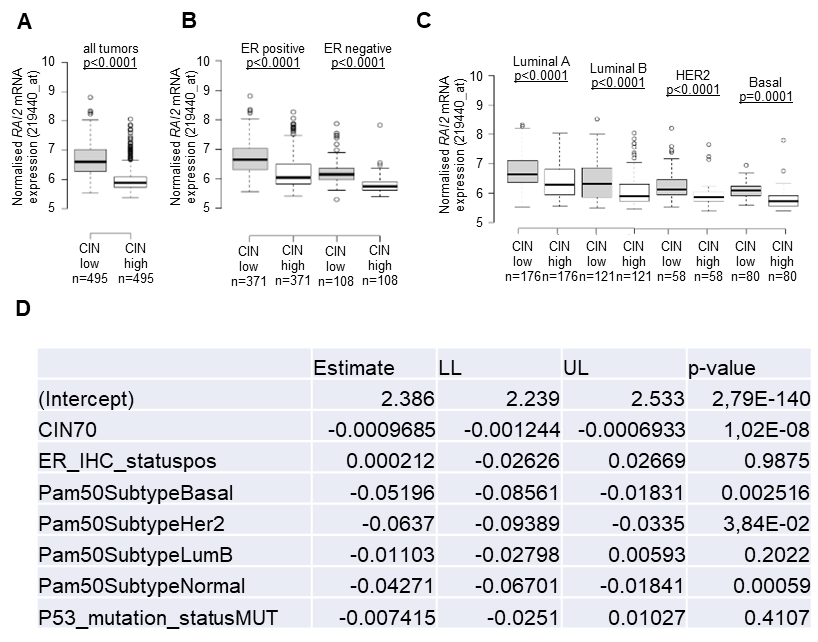 A
all tumors
p<0.0001
Normalised RAI2 mRNA
expression (219440_at)
10
9
8
7
6
5
CIN
low
n=495
CIN
high
n=495
B
ER positive
p<0.0001
ER negative
p<0.0001
Normalised RAI2 mRNA
expression (219440_at)
10
9
8
7
6
5
CIN
low
n=371
CIN
high
n=371
CIN
low
n=108
CIN
high
n=108
C
Luminal A
p<0.0001
Luminal B
p<0.0001
HER2
p<0.0001
Basal
p=0.0001
Normalised RAI2 mRNA
expression (219440_at)
10
9
8
7
6
5
CIN
low
n=176
CIN
high
n=176
CIN
low
n=121
CIN
high
n=121
CIN
low
n=58
CIN
high
n=58
CIN
low
n=80
CIN
high
n=80
D
Estimate LL UL p-value
(Intercept) 2.386 2.239 2.533 2,79E-140
CIN70 -0.0009685 -0.001244 -0.0006933 1,02E-08
ER_IHC_statuspos 0.000212 -0.02626 0.02669 0.9875
Pam50SubtypeBasal -0.05196 -0.08561 -0.01831 0.002516
Pam50SubtypeHer2 -0.0637 -0.09389 -0.0335 3,84E-02
Pam50SubtypeLumB -0.01103 -0.02798 0.00593 0.2022
Pam50SubtypeNormal -0.04271 -0.06701 -0.01841 0.00059
P53_mutation_statusMUT -0.007415 -0.0251 0.01027 0.4107